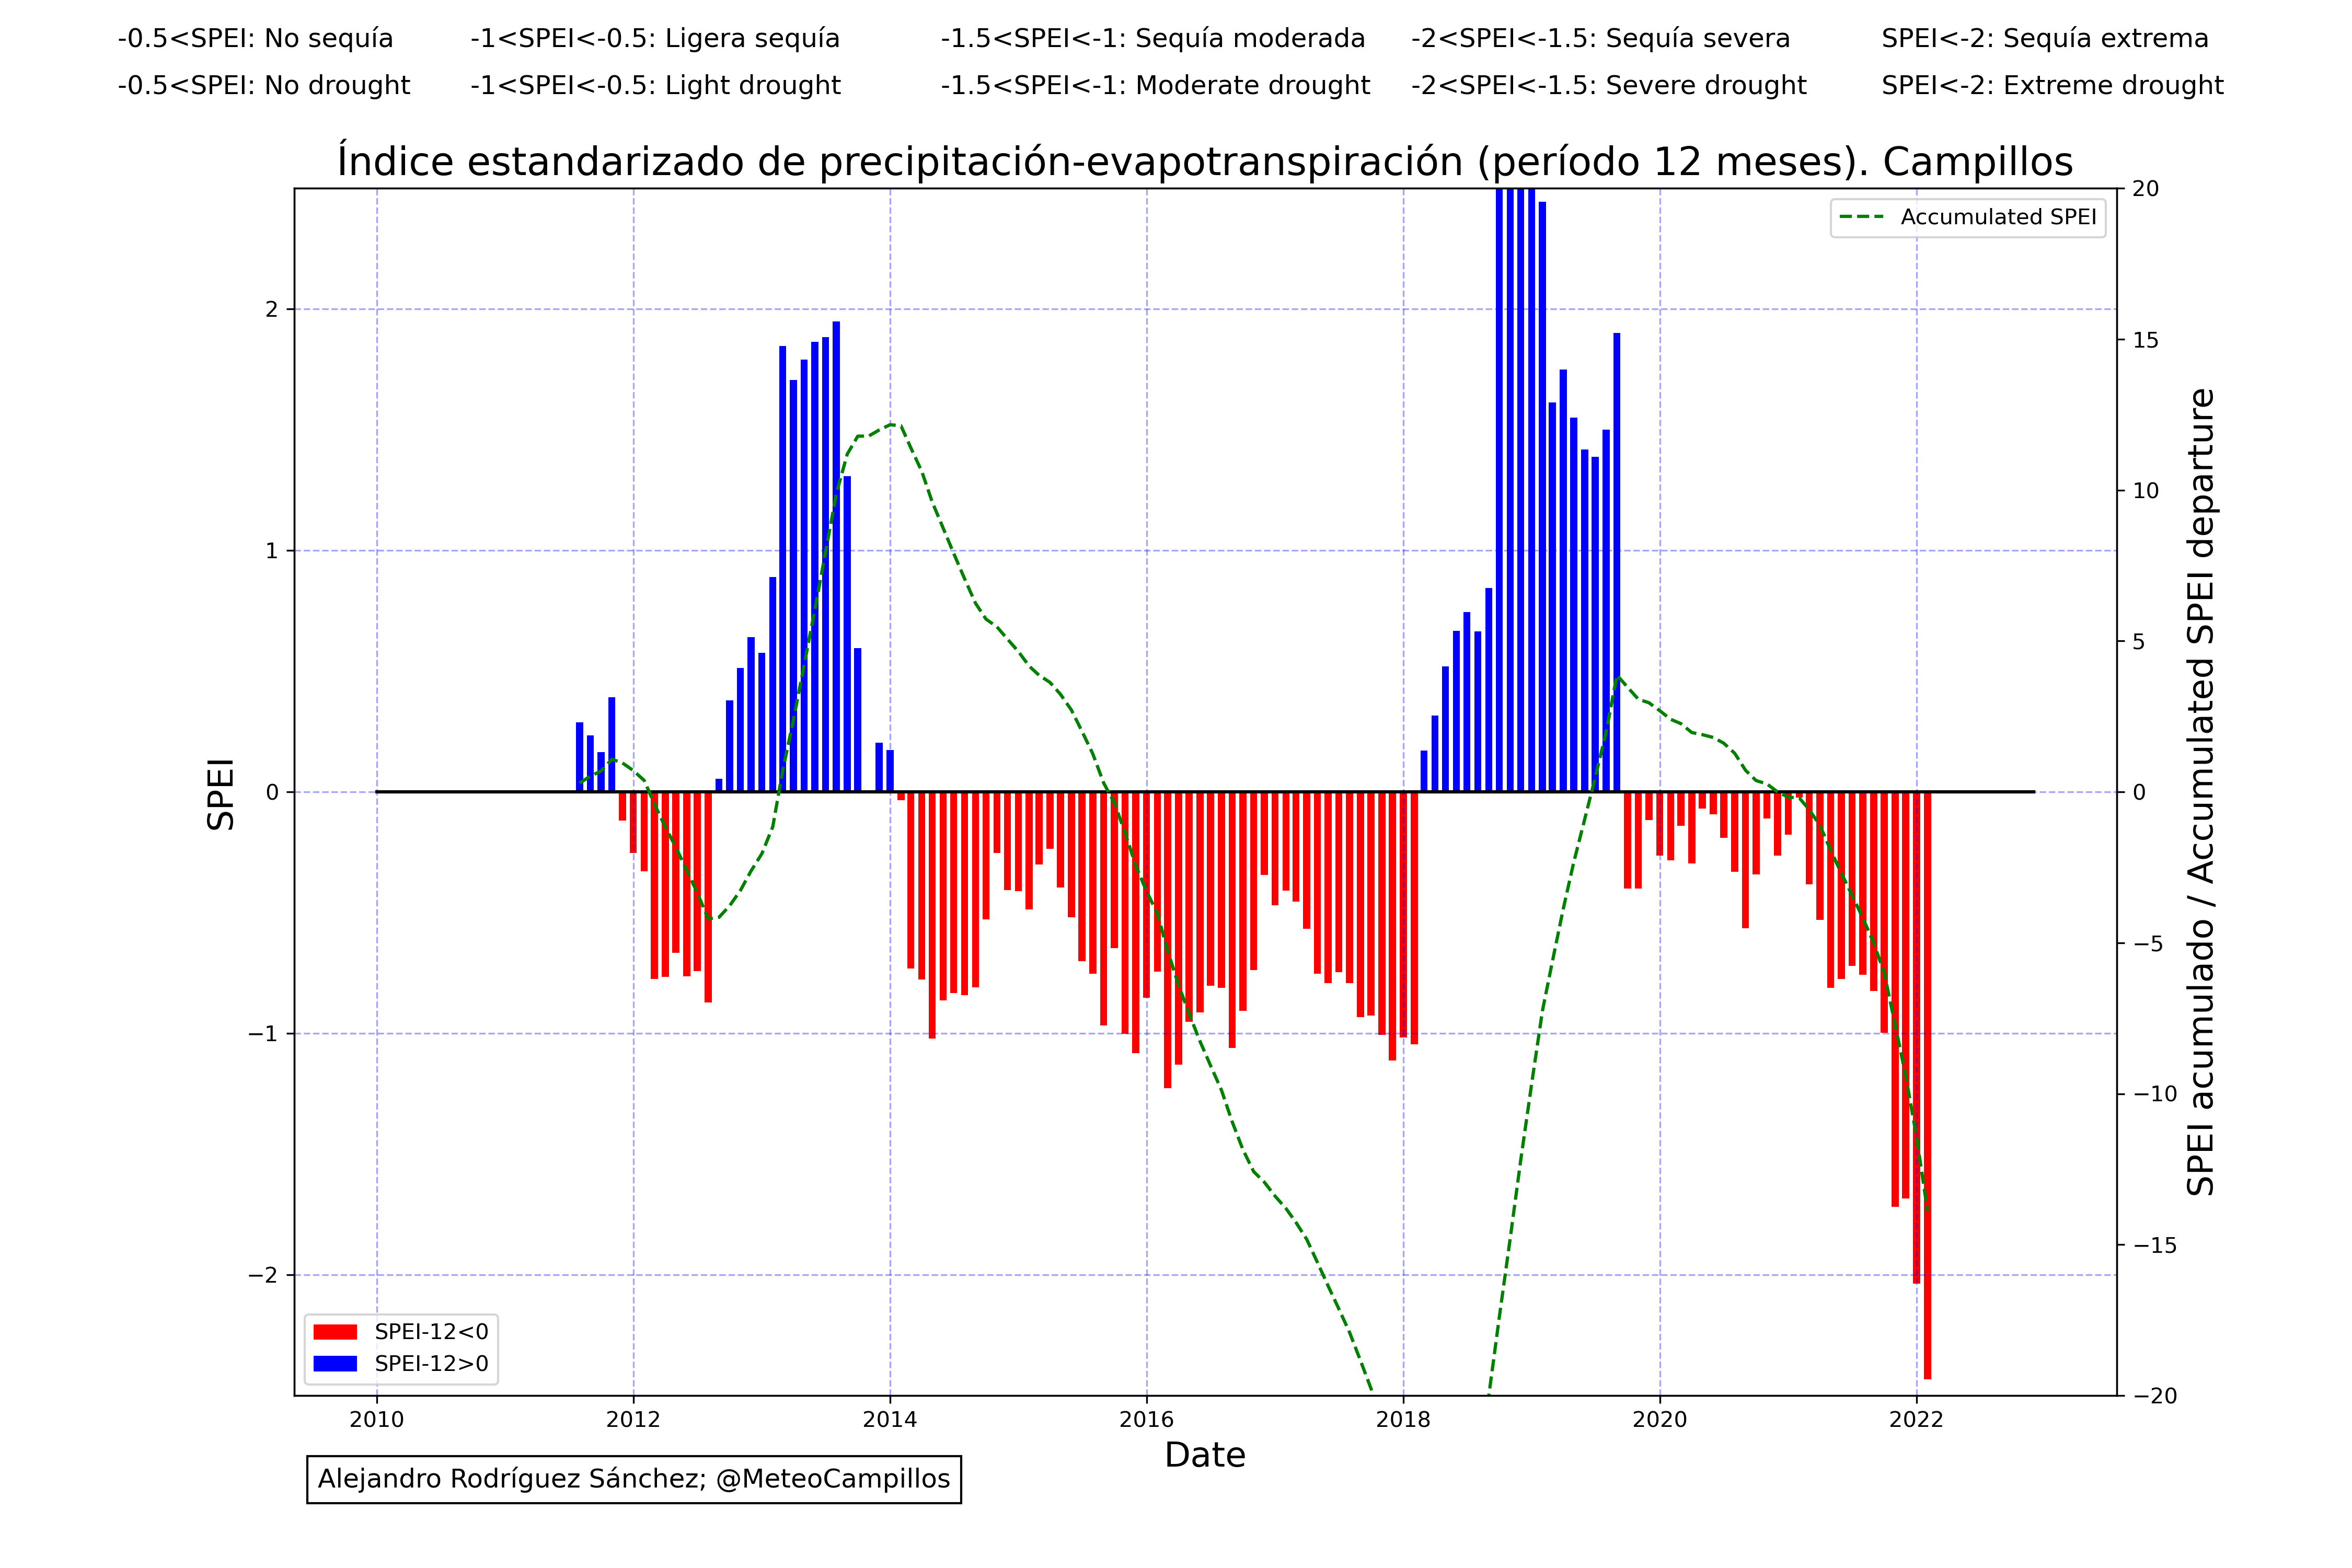 -0.5<SPEI: No sequía -1<SPEI<-0.5: Ligera sequía -1.5<SPEI<-1: Sequía moderada -2<SPEI<-1.5: Sequía severa SPEI<-2: Sequía extrema
-0.5<SPEI: No drought -1<SPEI<-0.5: Light drought -1.5<SPEI<-1: Moderate drought -2<SPEI<-1.5: Severe drought SPEI<-2: Extreme drought
Índice estandarizado de precipitación-evapotranspiración (período 12 meses). Campillos
Accumulated SPEI
SPEI
2
1
0
−1
−2
20
15
10
5
0
−5
−10
−15
−20
SPEI acumulado / Accumulated SPEI departure
SPEI-12<0
SPEI-12>0
2010 2012 2014 2016 2018 2020 2022
Date
Alejandro Rodríguez Sánchez; @MeteoCampillos